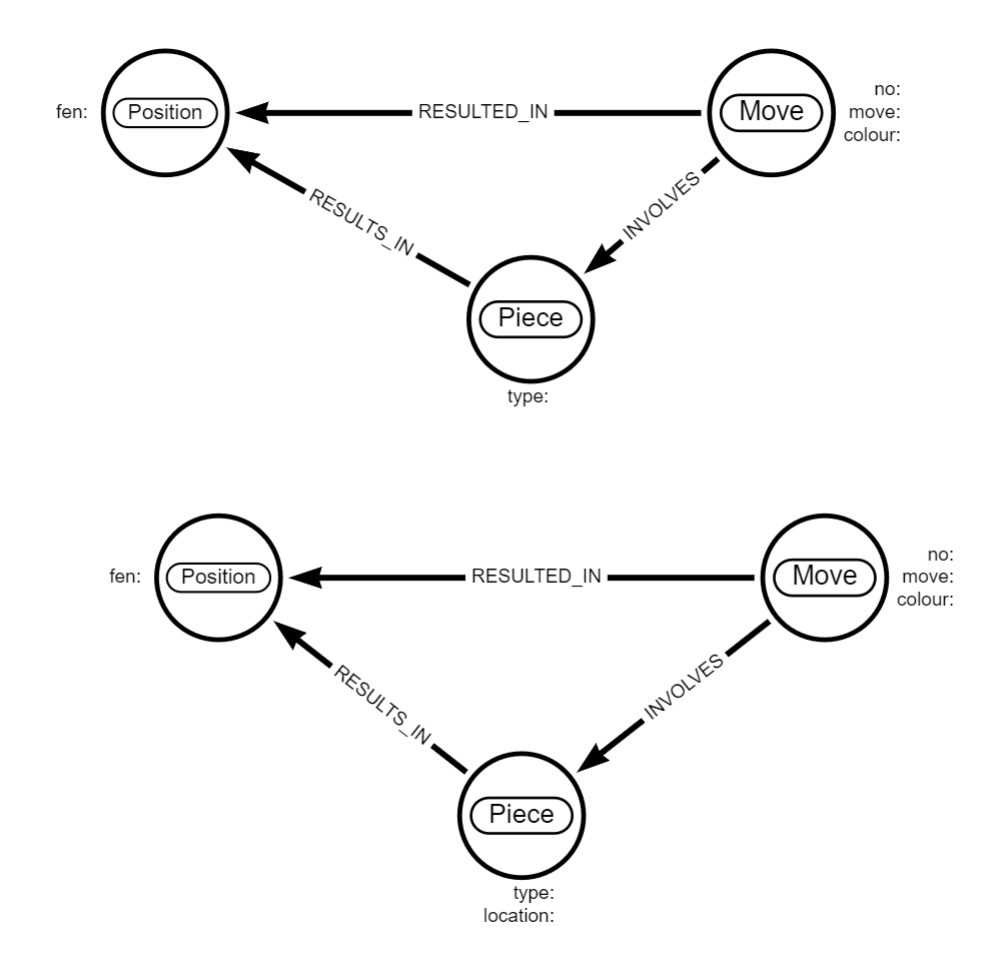 fen:
Position
RESULTED_IN
Move
no:
move:
colour:
RESULTS_IN
INVOLVES
Piece
type:
fen:
Position
RESULTED_IN
Move
no:
move:
colour:
RESULTS_IN
INVOLVES
Piece
type:
location: